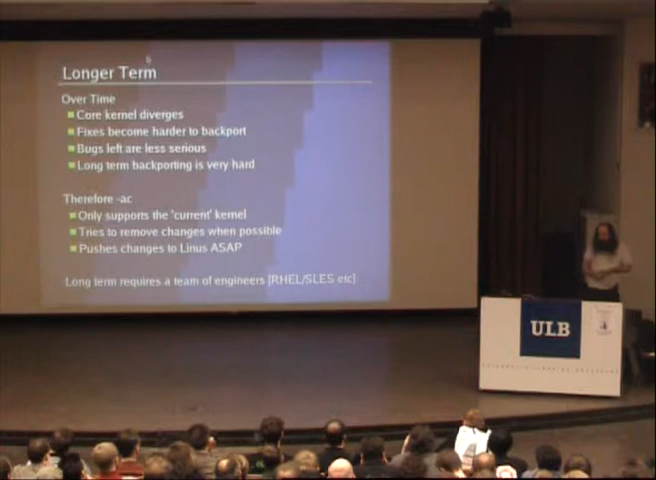 Longer Term
Over Time
Core kernel diverges
Fixes become harder to backport
Bugs left are less serious
Long term backporting is very hard
Therefore -ac
Only supports the 'current' kernel
Tries to remove changes when possible
Pushes changes to Linus ASAP
Long term requires a team of engineers [RHEL/SLES etc]
ULB